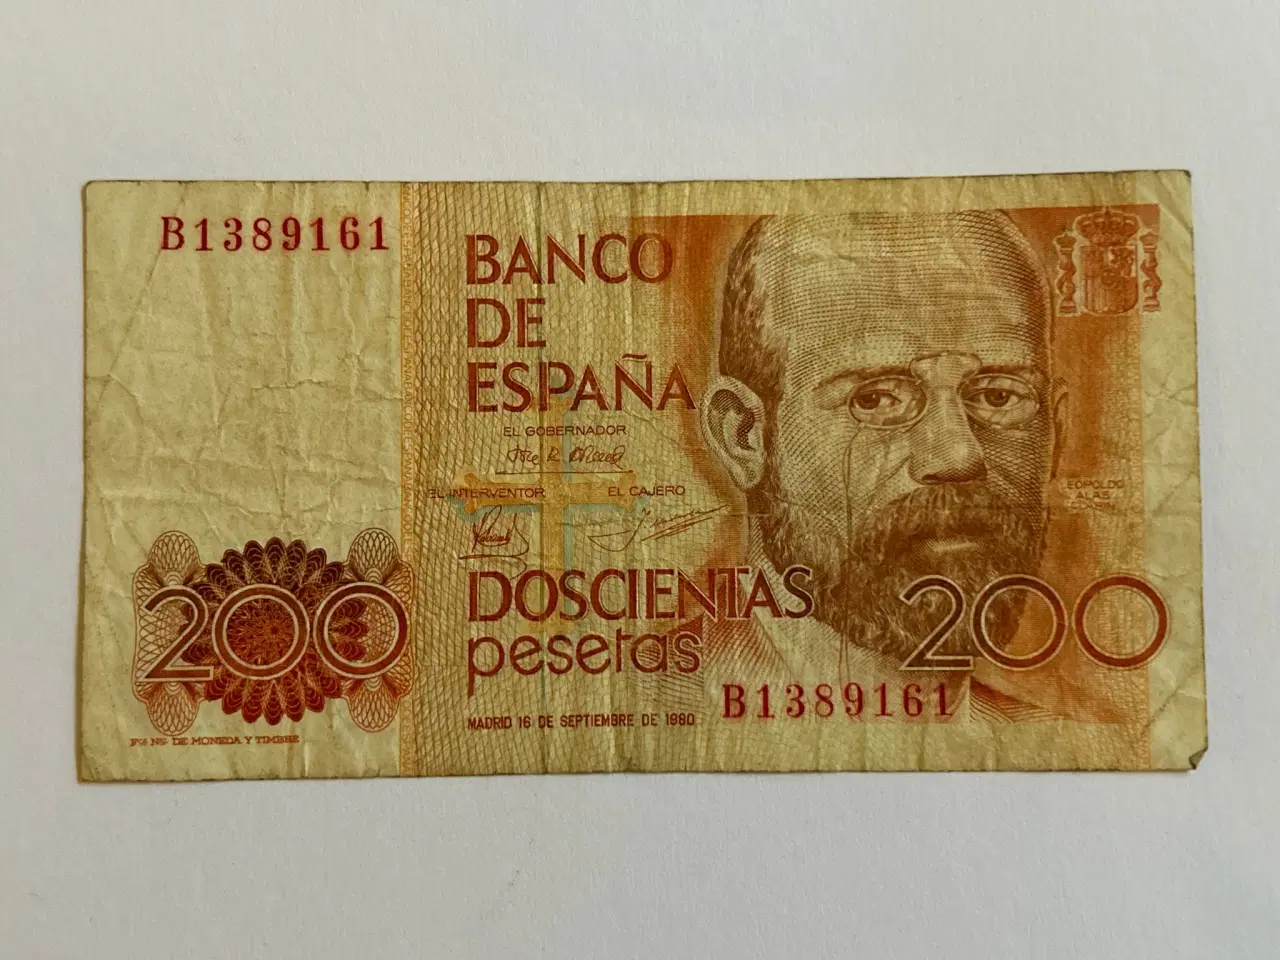 B1389161
BANCO
DE
ESPAÑA
EL GOBERNADOR
EL INTERVENTOR EL CAJERO
LEOPOLDO
ALAS
DOSCIENTAS
pesetas
200
200
B1389161
MADRID 16 DE SEPTIEMBRE DE 1980
DE MONEDA Y TIMBRE